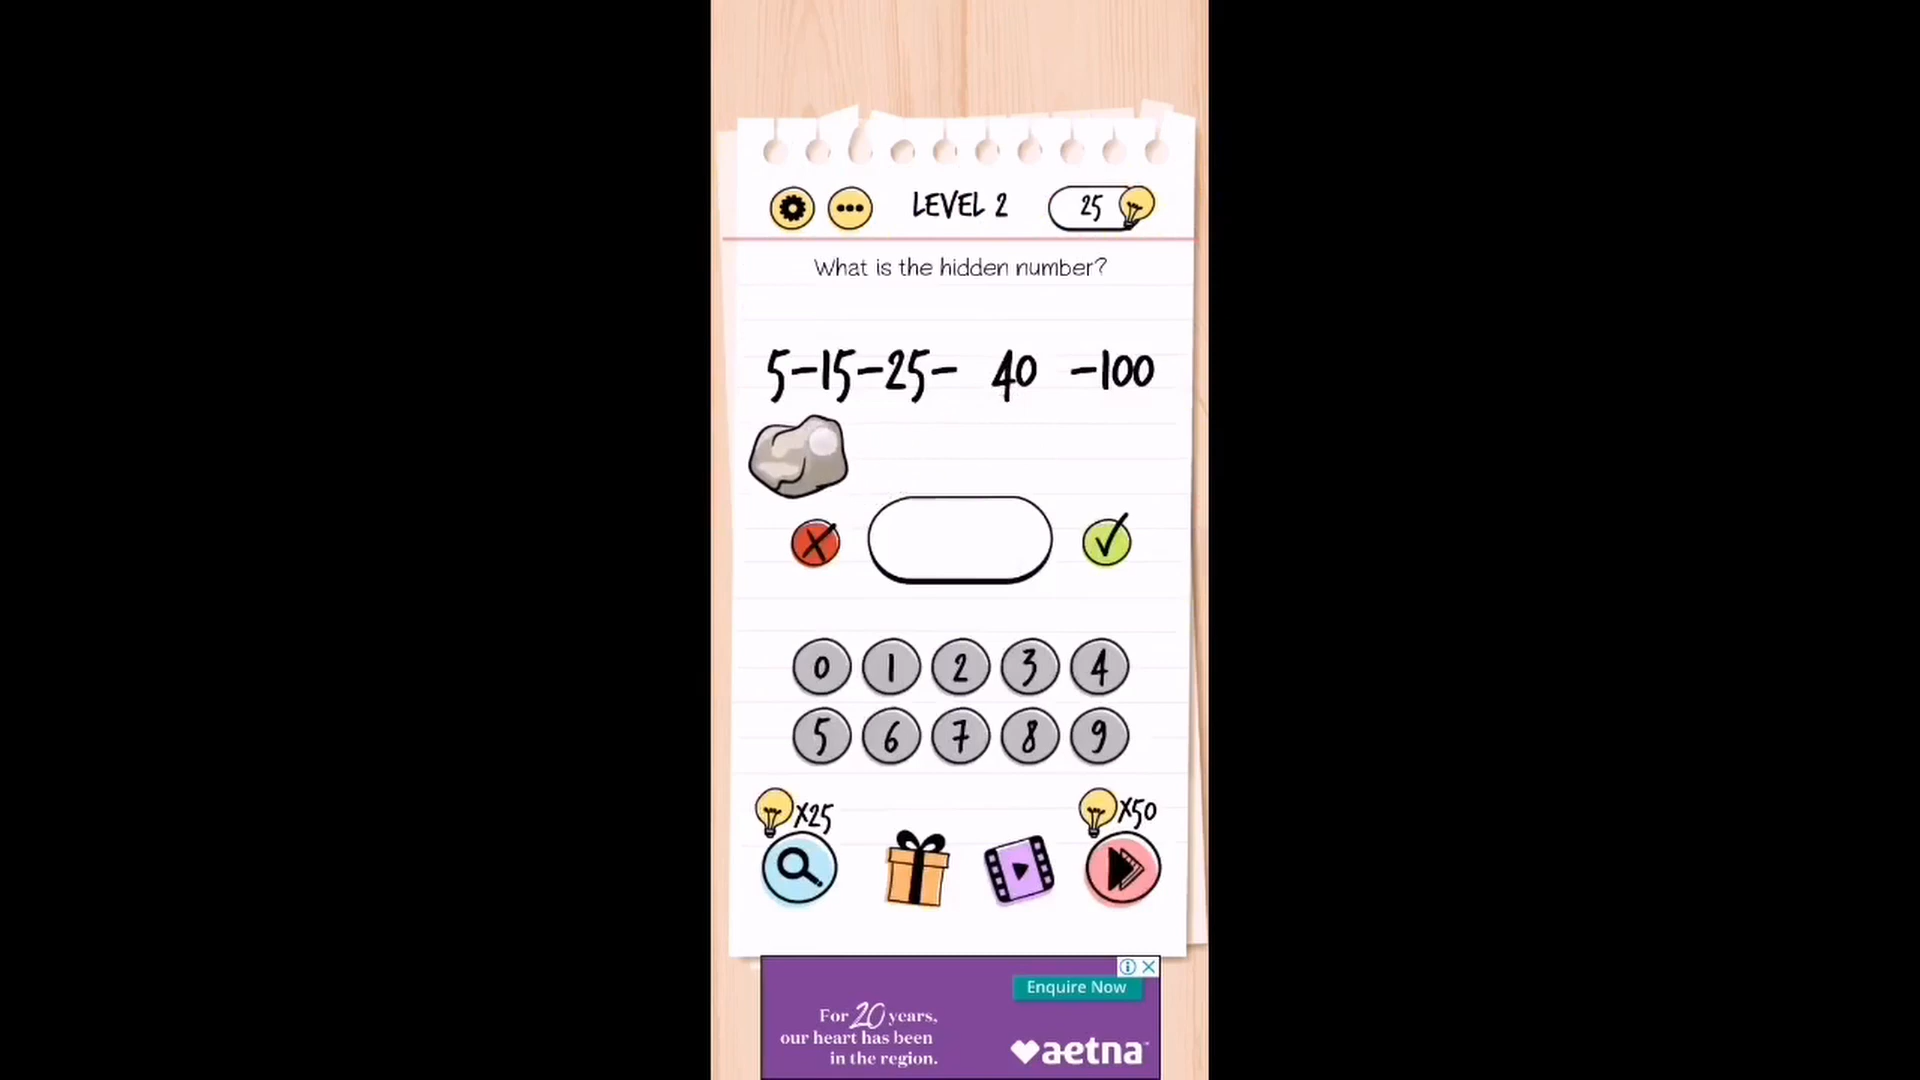 LEVEL 2
25
What is the hidden number?
5-15-25- 40 -100
0 1 2 3 4
5 6 7 8 9
X25
X50
Enquire Now
For 20 years,
our heart has been
in the region.
aetna™